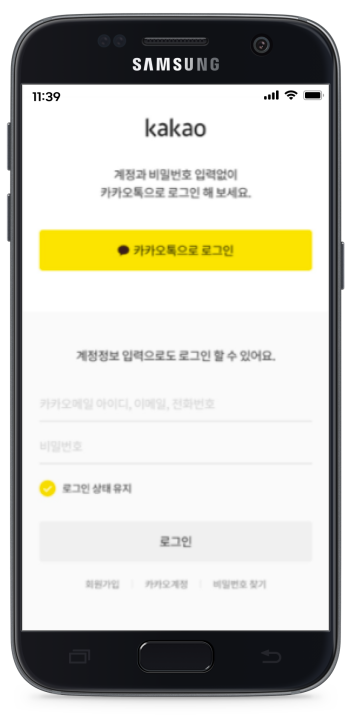 SAMSUNG
11:39
kakao
계정과 비밀번호 입력없이
카카오톡으로 로그인 해 보세요.
카카오톡으로 로그인
계정정보 입력으로도 로그인 할 수 있어요.
카카오메일 아이디, 이메일, 전화번호
비밀번호
로그인 상태 유지
로그인
회원가입 | 카카오계정 | 비밀번호 찾기